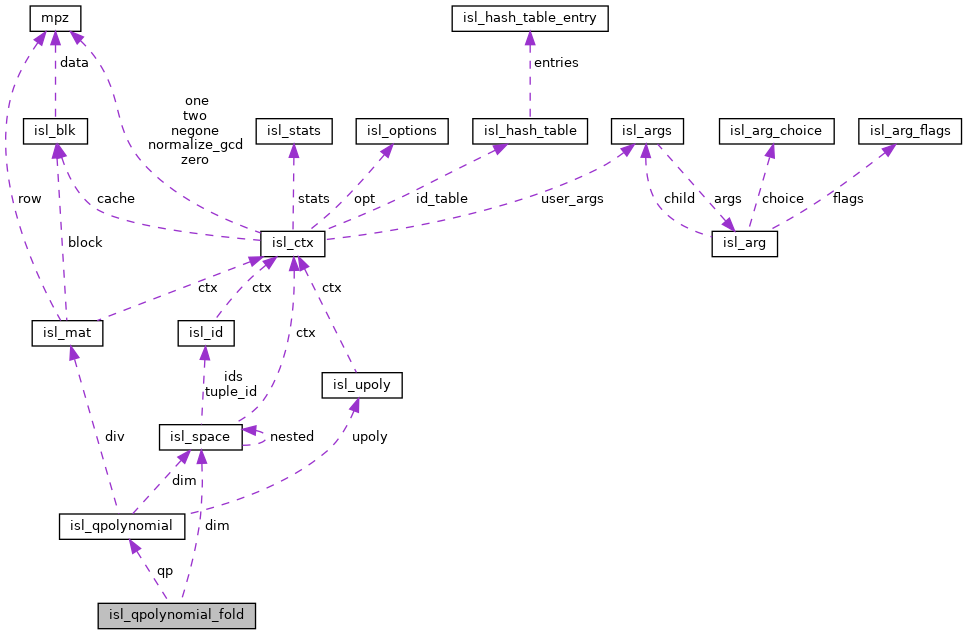 mpz
isl_hash_table_entry
data
entries
one
two
negone
normalize_gcd
zero
isl_blk
isl_stats
isl_options
isl_hash_table
isl_args
isl_arg_choice
isl_arg_flags
row
cache
stats
opt
id_table
user_args
child
args
choice
flags
block
isl_ctx
isl_arg
ctx
ctx
ctx
isl_mat
isl_id
ctx
ids
tuple_id
isl_upoly
div
isl_space
nested
upoly
dim
isl_qpolynomial
dim
qp
isl_qpolynomial_fold